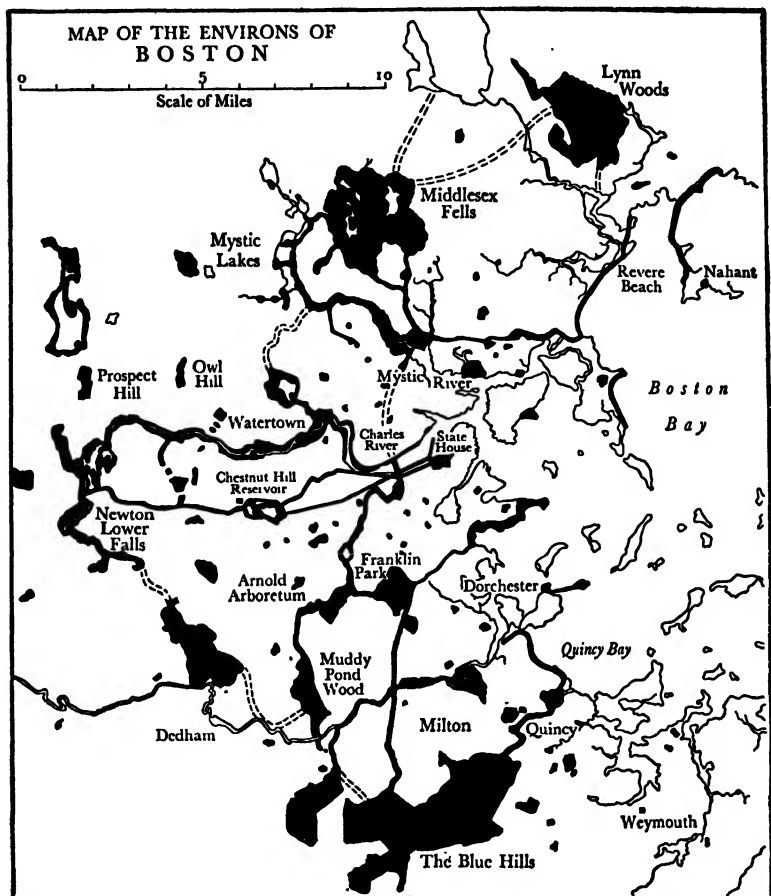 MAP OF THE ENVIRONS OF
BOSTON
0 5 10
Scale of Miles
Lynn
Woods
Middlesex
Fells
Mystic
Lakes
Revere
Beach
Nahant
Prospect
Hill
Owl
Hill
Mystic River
Boston
Bay
Watertown
Charles
River
State
House
Chestnut Hill
Reservoir
Newton
Lower
Falls
Franklin
Park
Arnold
Arboretum
Dorchester
Quincy Bay
Muddy
Pond
Wood
Dedham
Milton
Quincy
Weymouth
The Blue Hills